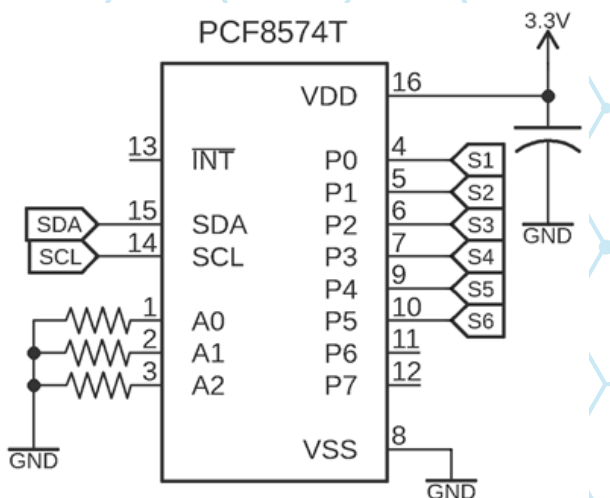 PCF8574T
3.3V
VDD 16
13 INT P0 4 S1
P1 5 S2
SDA 15 SDA P2 6 S3
SCL 14 SCL P3 7 S4
P4 9 S5
1 A0 P5 10 S6
2 A1 P6 11
3 A2 P7 12
GND
VSS 8
GND
GND